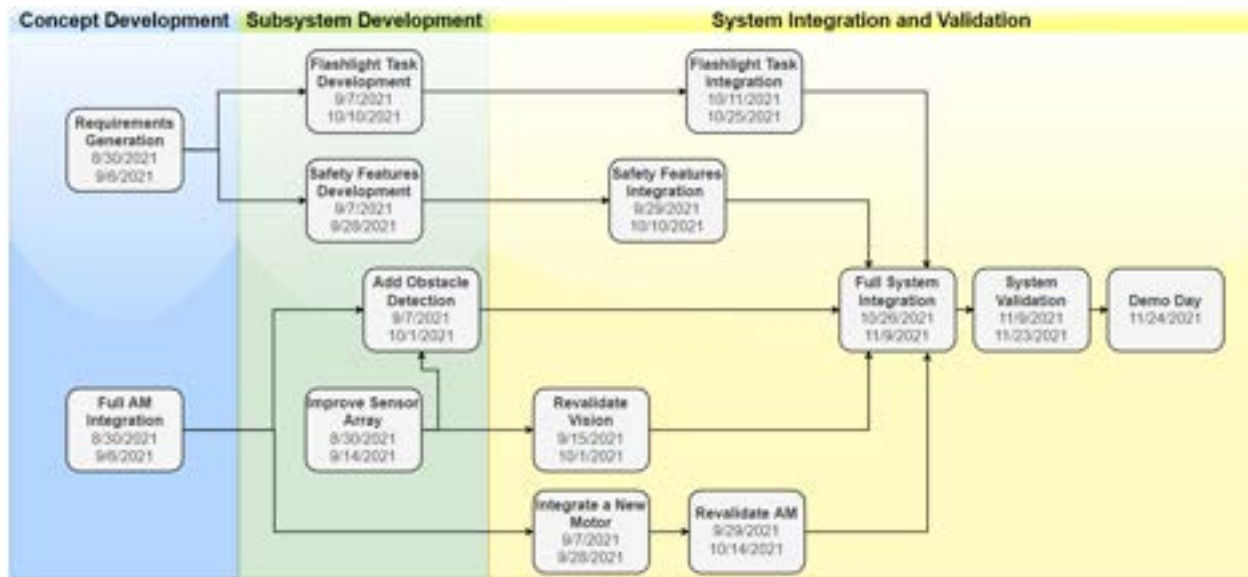 Concept Development
Subsystem Development
System Integration and Validation
Flashlight Task
Development
9/7/2021
10/10/2021
Flashlight Task
Integration
10/11/2021
10/25/2021
Requirements
Generation
8/30/2021
9/6/2021
Safety Features
Development
9/7/2021
9/28/2021
Safety Features
Integration
9/29/2021
10/10/2021
Add Obstacle
Detection
9/7/2021
10/1/2021
Full System
Integration
10/26/2021
11/9/2021
System
Validation
11/9/2021
11/23/2021
Demo Day
11/24/2021
Full AM
Integration
8/30/2021
9/6/2021
Improve Sensor
Array
8/30/2021
9/14/2021
Revalidate
Vision
9/15/2021
10/1/2021
Integrate a New
Motor
9/7/2021
9/28/2021
Revalidate AM
9/29/2021
10/14/2021